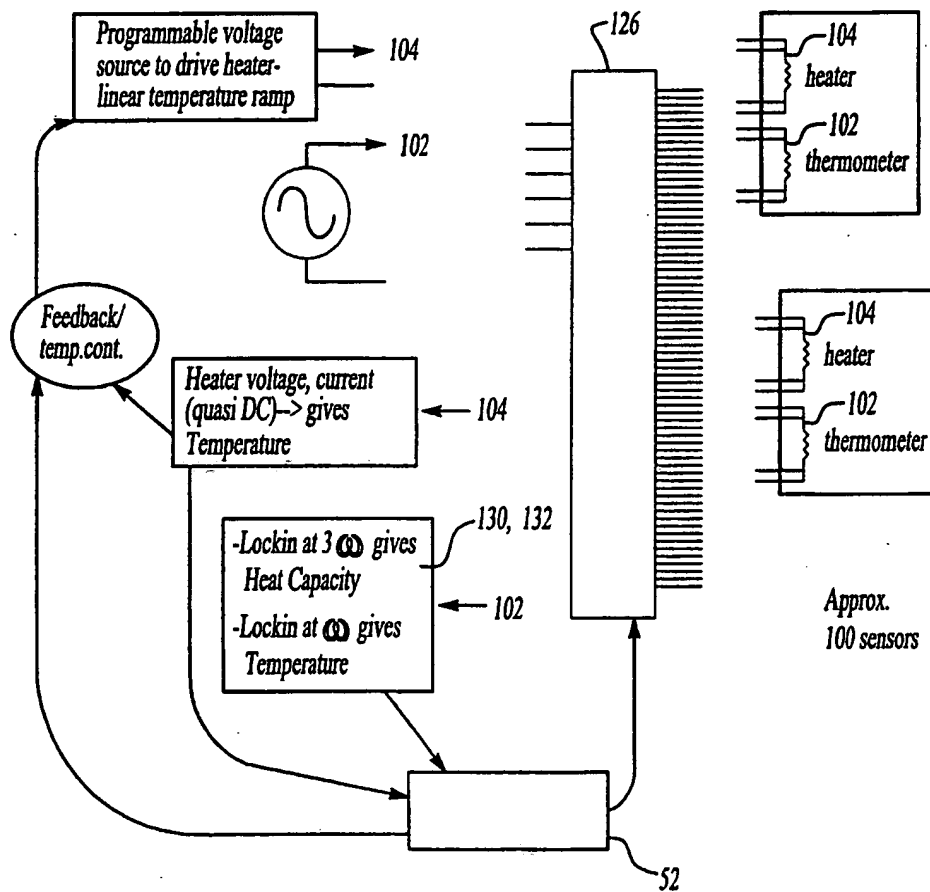 Programmable voltage
source to drive heater-
linear temperature ramp
104
102
126
104
heater
102
thermometer
Feedback/
temp.cont.
Heater voltage, current
(quasi DC)--> gives
Temperature
104
104
heater
102
thermometer
130, 132
-Lockin at 3 ω gives
Heat Capacity
-Lockin at ω gives
Temperature
102
Approx.
100 sensors
52